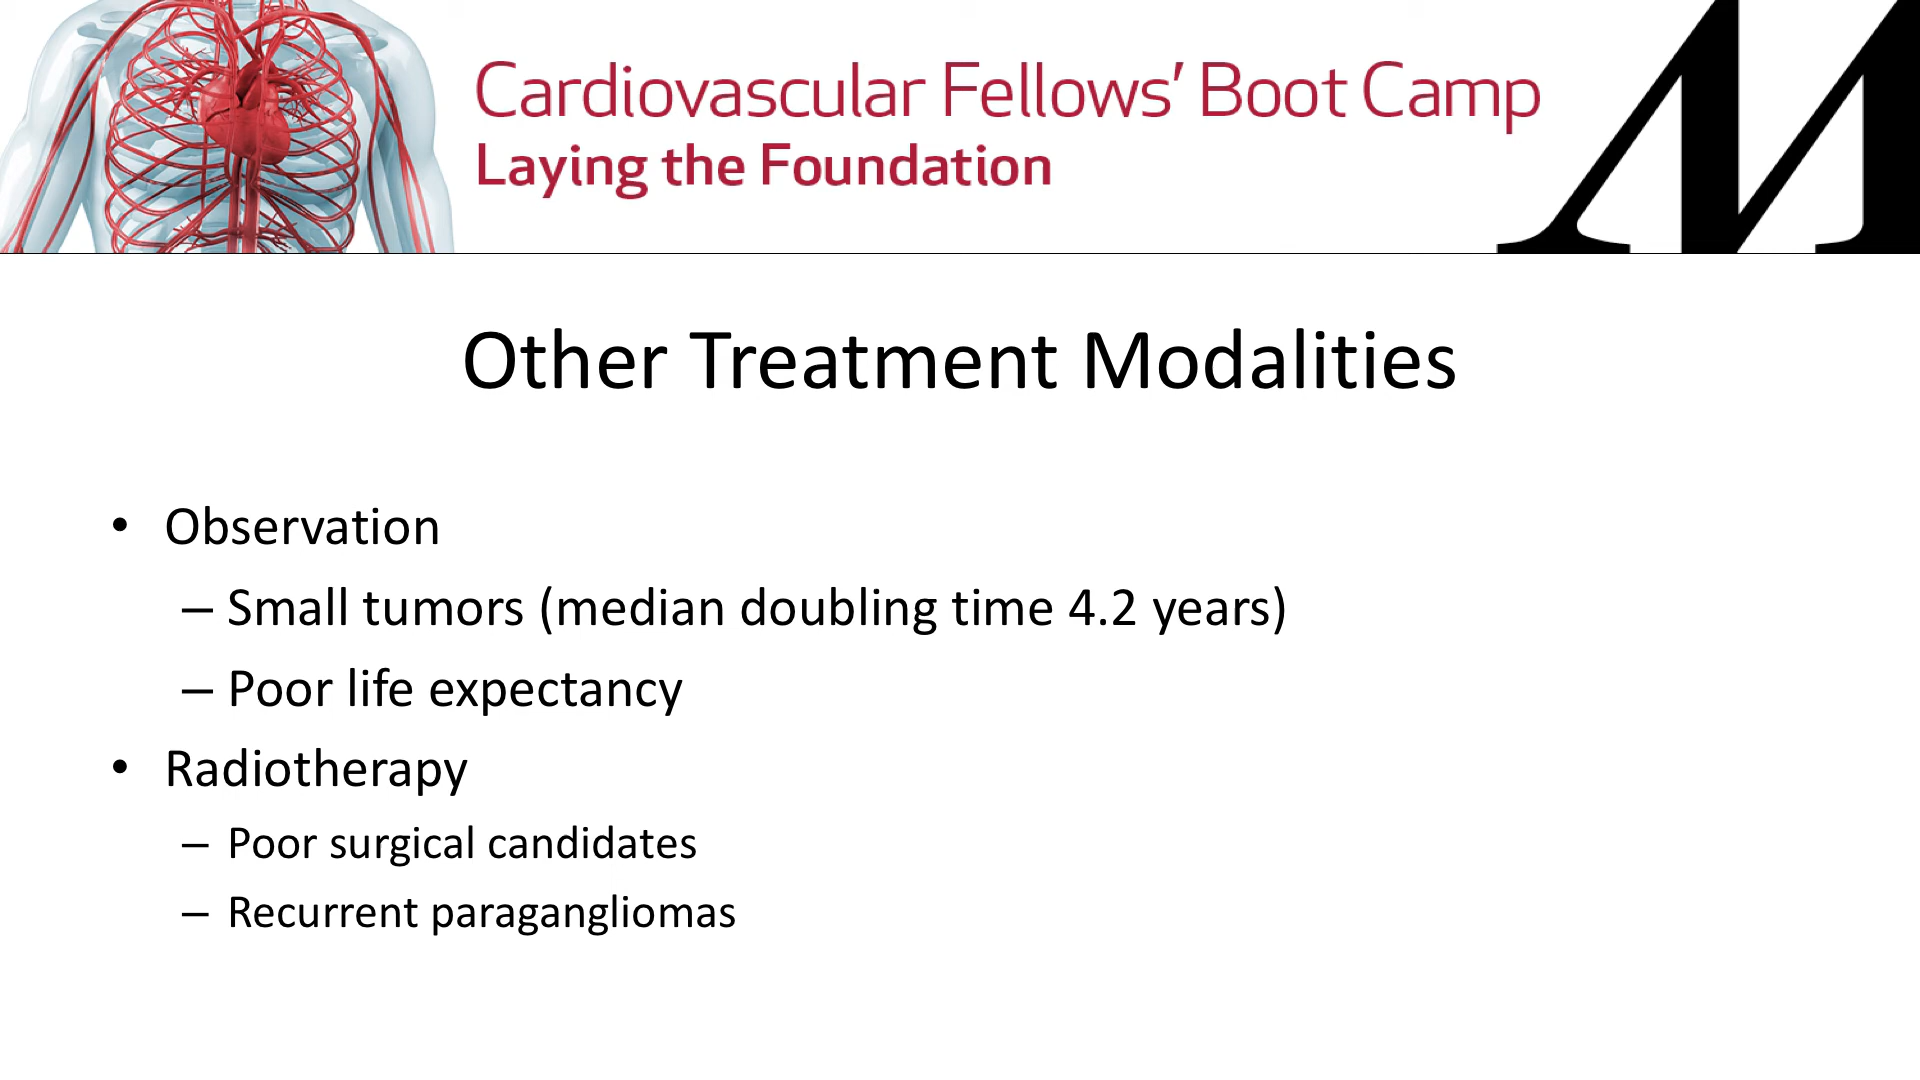 Cardiovascular Fellows’ Boot Camp
Laying the Foundation
M
Other Treatment Modalities
• Observation
– Small tumors (median doubling time 4.2 years)
– Poor life expectancy
• Radiotherapy
– Poor surgical candidates
– Recurrent paragangliomas